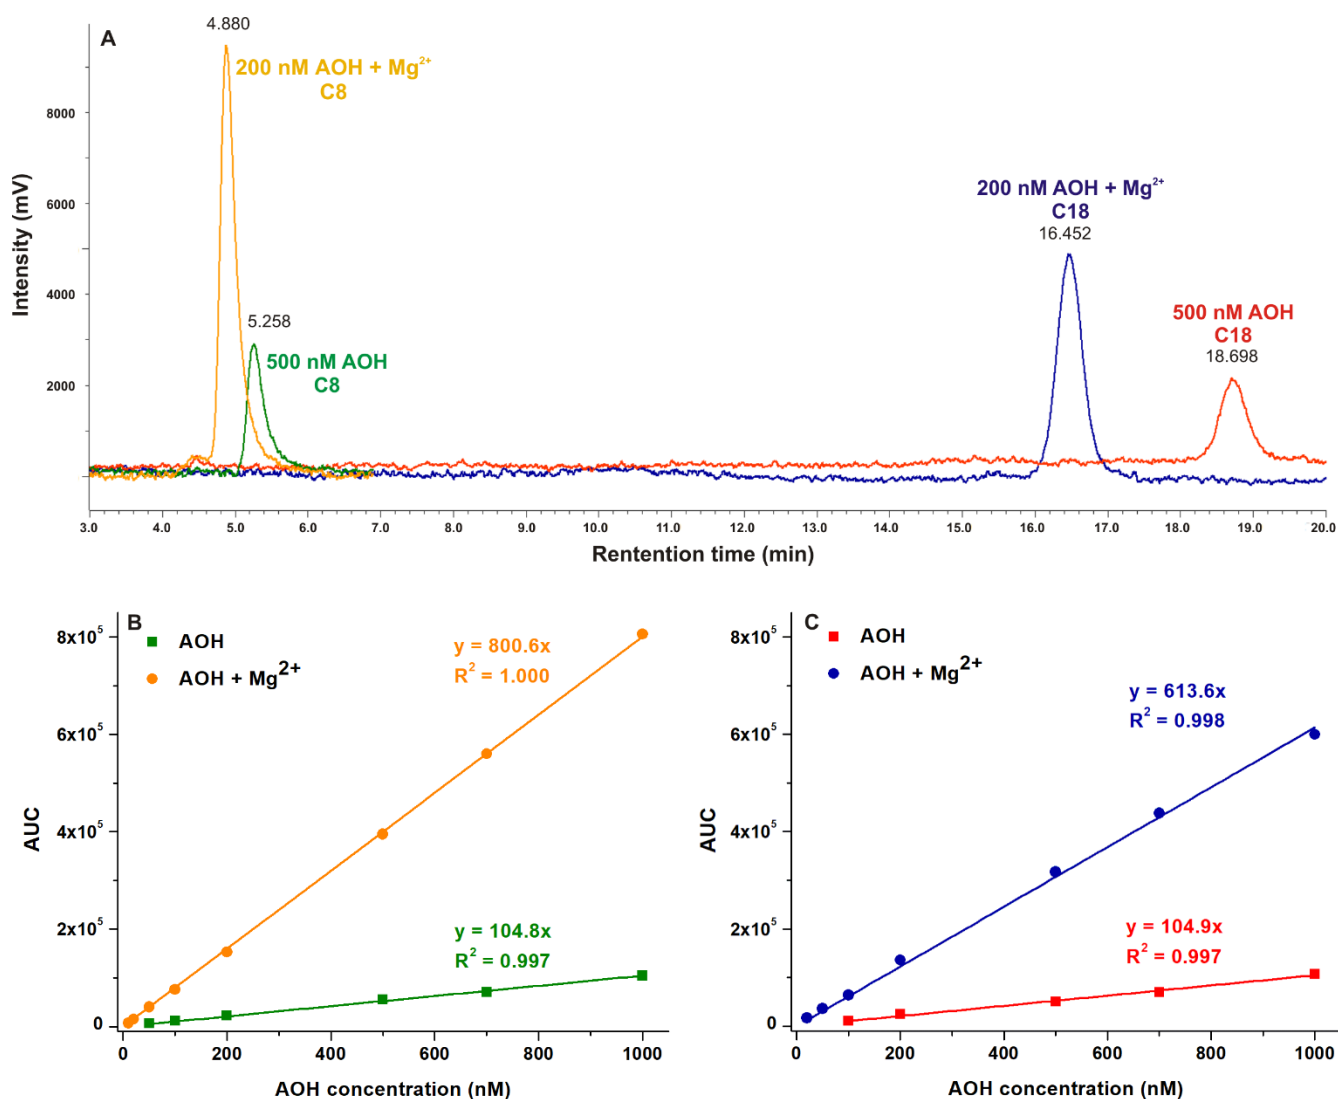 A
4.880
200 nM AOH + Mg²⁺
C8
5.258
500 nM AOH
C8
200 nM AOH + Mg²⁺
C18
16.452
500 nM AOH
C18
18.698
Intensity (mV)
8000
6000
4000
2000
3.0 4.0 5.0 6.0 7.0 8.0 9.0 10.0 11.0 12.0 13.0 14.0 15.0 16.0 17.0 18.0 19.0 20.0
Rentention time (min)
B
AOH
AOH + Mg²⁺
y = 800.6x
R² = 1.000
y = 104.8x
R² = 0.997
AUC
8x10⁵
6x10⁵
4x10⁵
2x10⁵
0
0 200 400 600 800 1000
AOH concentration (nM)
C
AOH
AOH + Mg²⁺
y = 613.6x
R² = 0.998
y = 104.9x
R² = 0.997
AUC
8x10⁵
6x10⁵
4x10⁵
2x10⁵
0
0 200 400 600 800 1000
AOH concentration (nM)